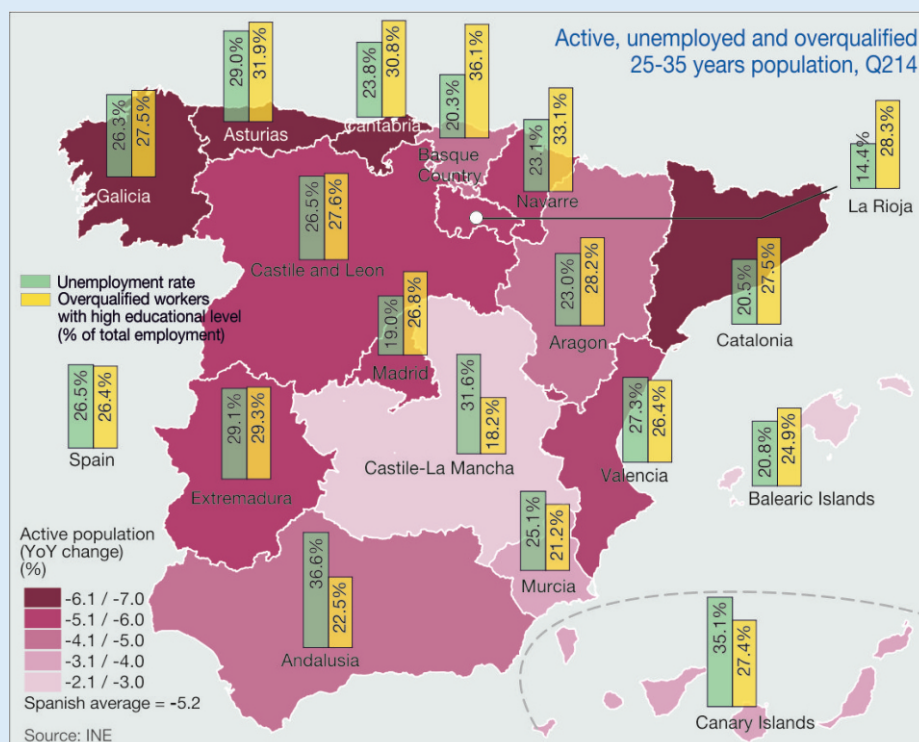 Active, unemployed and overqualified
25-35 years population, Q214
29.0%
31.9%
Asturias
23.8%
30.8%
Cantabria
20.3%
36.1%
Basque
Country
26.3%
27.5%
Galicia
23.1%
33.1%
Navarre
14.4%
28.3%
La Rioja
26.5%
27.6%
Castile and Leon
23.0%
28.2%
Aragon
20.5%
27.5%
Catalonia
Unemployment rate
Overqualified workers
with high educational level
(% of total employment)
19.0%
26.8%
Madrid
26.5%
26.4%
Spain
29.1%
29.3%
Extremadura
31.6%
18.2%
Castile-La Mancha
27.3%
26.4%
Valencia
20.8%
24.9%
Balearic Islands
25.1%
21.2%
Murcia
36.6%
22.5%
Andalusia
35.1%
27.4%
Canary Islands
Active population
(YoY change)
(%)
-6.1 / -7.0
-5.1 / -6.0
-4.1 / -5.0
-3.1 / -4.0
-2.1 / -3.0
Spanish average = -5.2
Source: INE